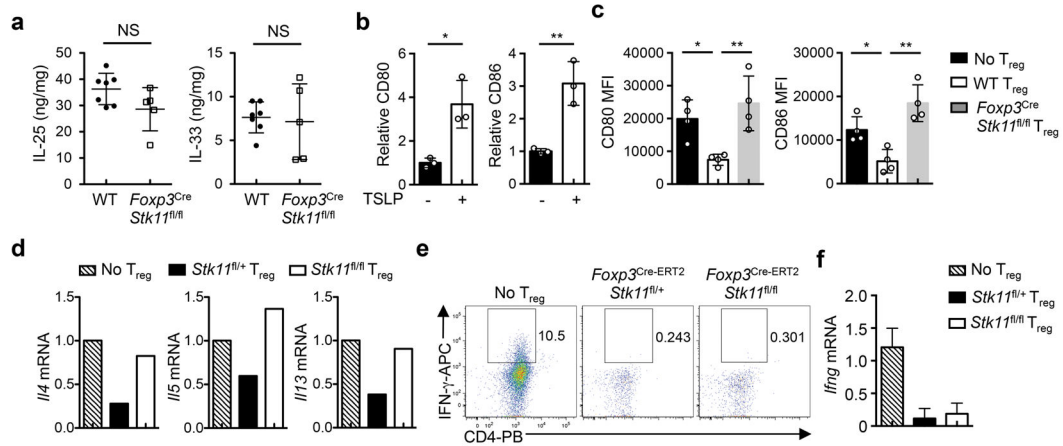 a
NS
NS
IL-25 (ng/mg)
50
40
30
20
10
0
WT Foxp3Cre
Stk11fl/fl
IL-33 (ng/mg)
15
10
5
0
WT Foxp3Cre
Stk11fl/fl
b
*
**
Relative CD80
6
4
2
0
Relative CD86
4
3
2
1
0
TSLP - + - +
c
* **
CD80 MFI
40000
30000
20000
10000
0
* **
CD86 MFI
30000
20000
10000
0
No Treg
WT Treg
Foxp3Cre
Stk11fl/fl Treg
d
No Treg Stk11fl/+ Treg Stk11fl/fl Treg
Il4 mRNA
1.5
1.0
0.5
0.0
Il5 mRNA
1.5
1.0
0.5
0.0
Il13 mRNA
1.5
1.0
0.5
0.0
e
No Treg
Foxp3Cre-ERT2
Stk11fl/+
Foxp3Cre-ERT2
Stk11fl/fl
10.5
0.243
0.301
IFN-γ-APC
CD4-PB
f
No Treg
Stk11fl/+ Treg
Stk11fl/fl Treg
Ifng mRNA
2.0
1.5
1.0
0.5
0.0